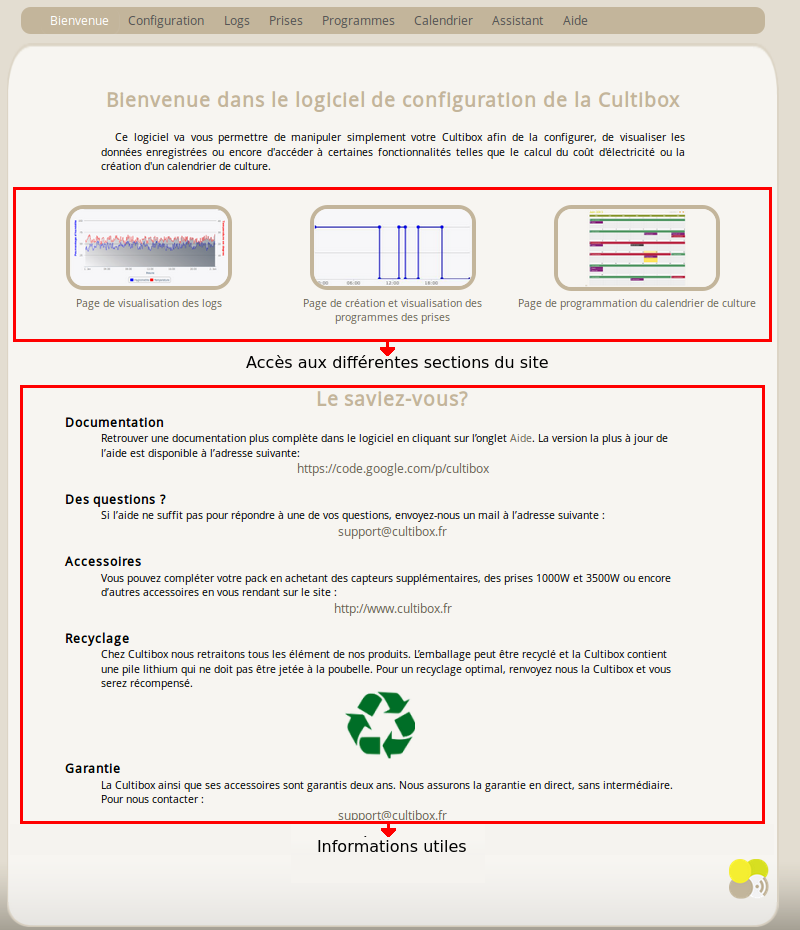 Bienvenue Configuration Logs Prises Programmes Calendrier Assistant Aide
Bienvenue dans le logiciel de configuration de la Cultibox
Ce logiciel va vous permettre de manipuler simplement votre Cultibox afin de la configurer, de visualiser les
données enregistrées ou encore d'accéder à certaines fonctionnalités telles que le calcul du coût d'électricité ou la
création d'un calendrier de culture.
06:00 12:00 18:00
Page de visualisation des logs
Page de création et visualisation des
programmes des prises
Page de programmation du calendrier de culture
Accès aux différentes sections du site
Le saviez-vous?
Documentation
Retrouver une documentation plus complète dans le logiciel en cliquant sur l’onglet Aide. La version la plus à jour de
l’aide est disponible à l’adresse suivante:
https://code.google.com/p/cultibox
Des questions ?
Si l’aide ne suffit pas pour répondre à une de vos questions, envoyez-nous un mail à l’adresse suivante :
support@cultibox.fr
Accessoires
Vous pouvez compléter votre pack en achetant des capteurs supplémentaires, des prises 1000W et 3500W ou encore
d’autres accessoires en vous rendant sur le site :
http://www.cultibox.fr
Recyclage
Chez Cultibox nous retraitons tous les élément de nos produits. L’emballage peut être recyclé et la Cultibox contient
une pile lithium qui ne doit pas être jetée à la poubelle. Pour un recyclage optimal, renvoyez nous la Cultibox et vous
serez récompensé.
Garantie
La Cultibox ainsi que ses accessoires sont garantis deux ans. Nous assurons la garantie en direct, sans intermédiaire.
Pour nous contacter :
support@cultibox.fr
Informations utiles